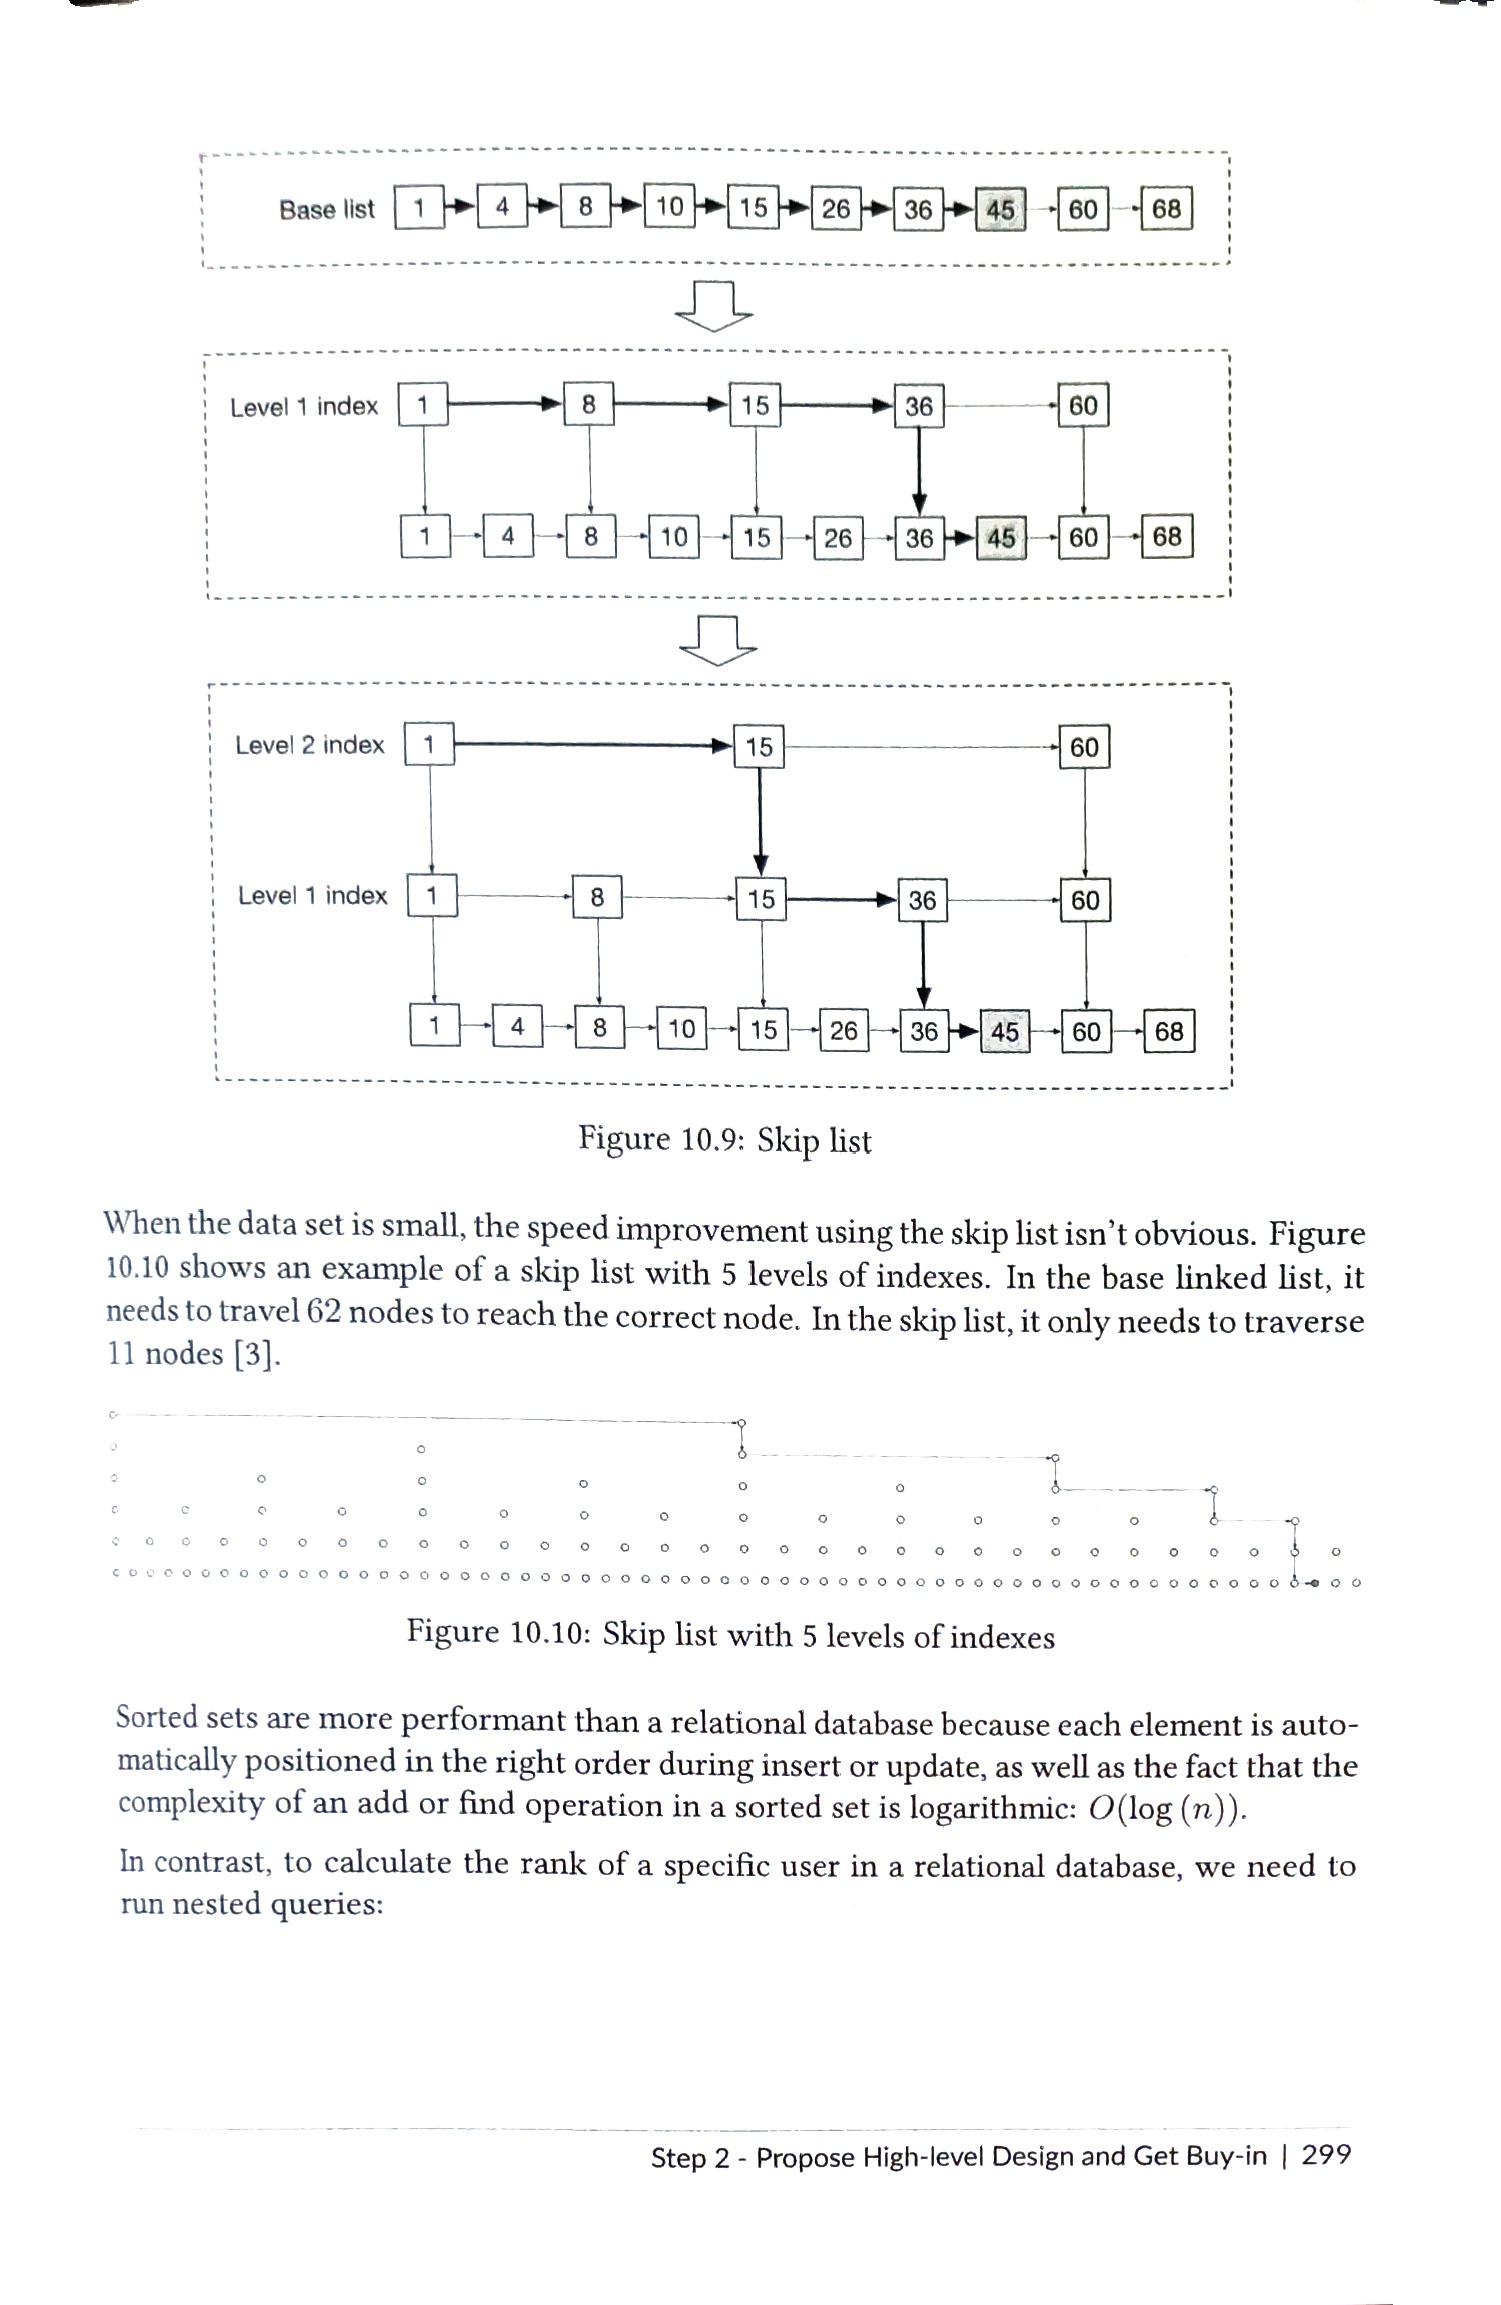 Base list 1 4 8 10 15 26 36 45 60 68
Level 1 index 1 8 15 36 60
1 4 8 10 15 26 36 45 60 68
Level 2 index 1 15 60
Level 1 index 1 8 15 36 60
1 4 8 10 15 26 36 45 60 68
Figure 10.9: Skip list
When the data set is small, the speed improvement using the skip list isn't obvious. Figure
10.10 shows an example of a skip list with 5 levels of indexes. In the base linked list, it
needs to travel 62 nodes to reach the correct node. In the skip list, it only needs to traverse
11 nodes [3].
Figure 10.10: Skip list with 5 levels of indexes
Sorted sets are more performant than a relational database because each element is auto-
matically positioned in the right order during insert or update, as well as the fact that the
complexity of an add or find operation in a sorted set is logarithmic: O(log (n)).
In contrast, to calculate the rank of a specific user in a relational database, we need to
run nested queries:
Step 2 - Propose High-level Design and Get Buy-in | 299